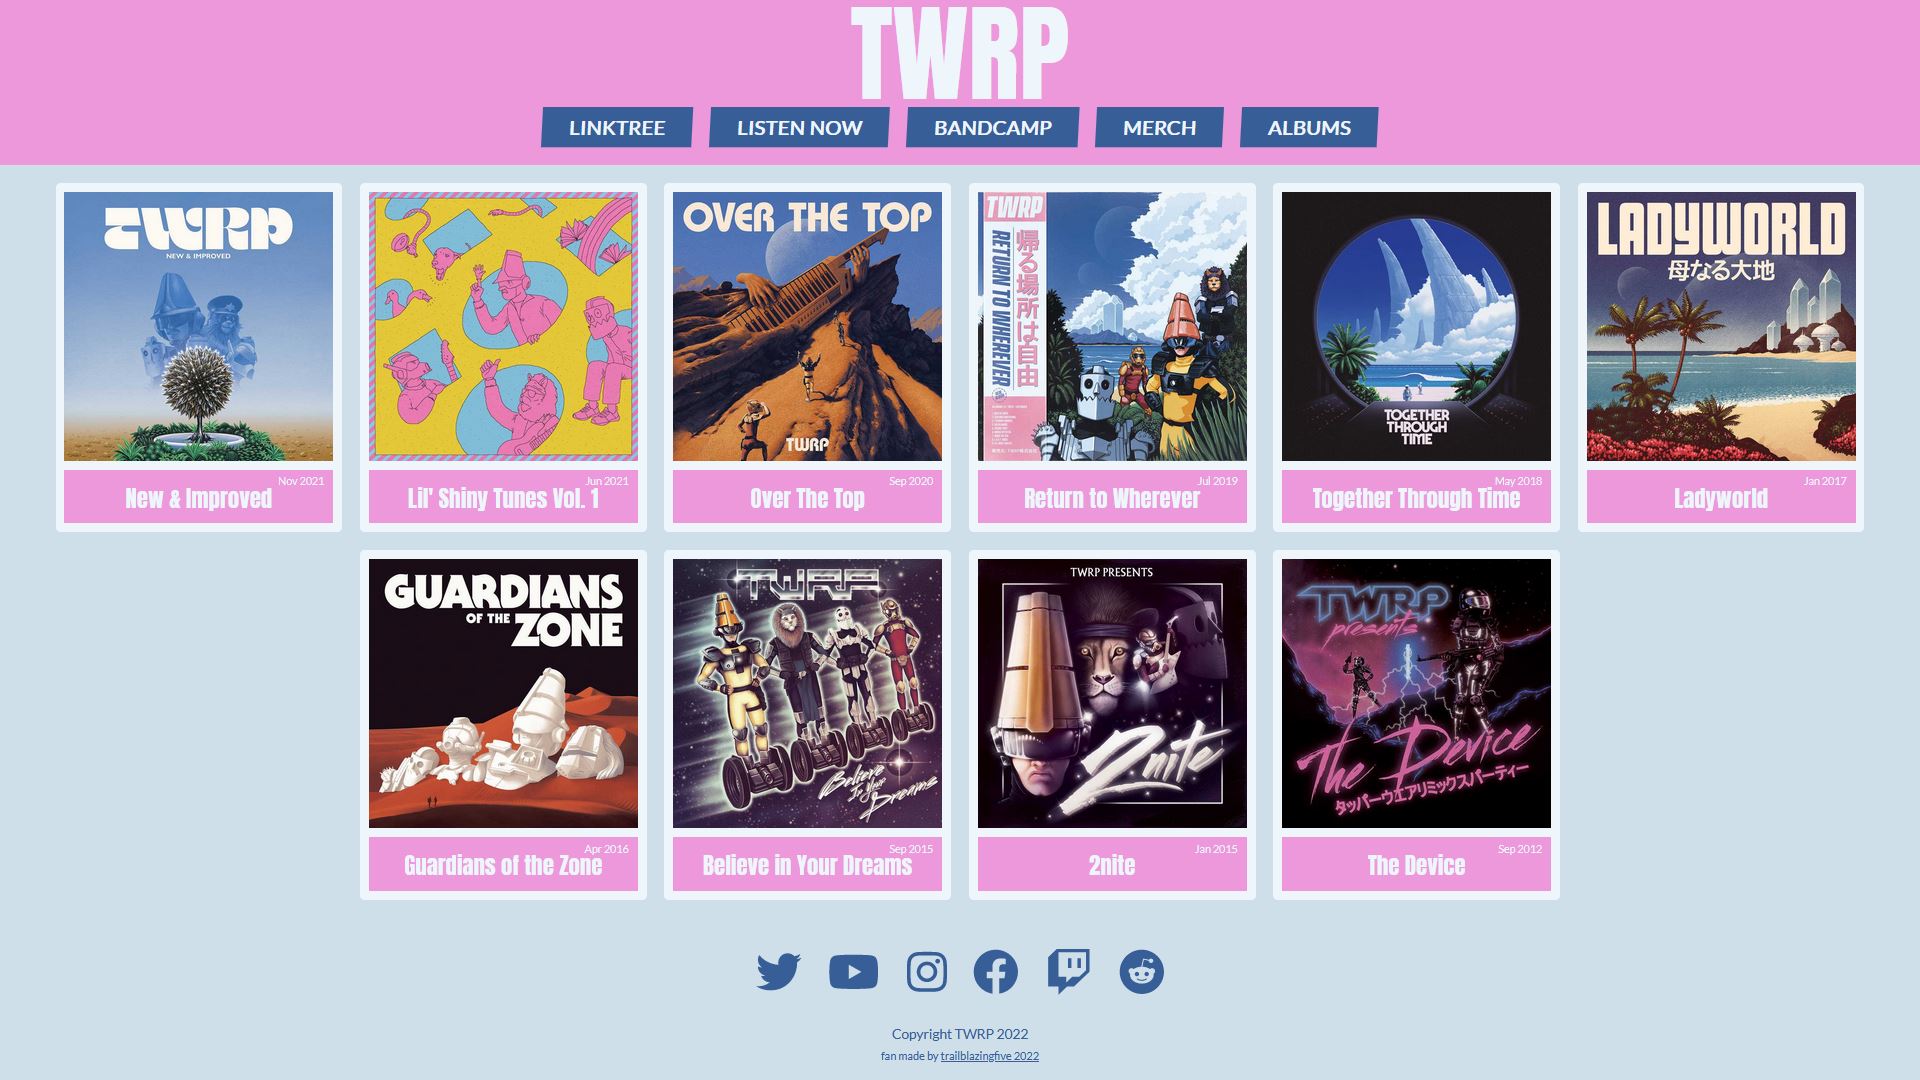 TWRP
LINKTREE
LISTEN NOW
BANDCAMP
MERCH
ALBUMS
TWRP
NEW & IMPROVED
Nov 2021
New & Improved
Jun 2021
Lil' Shiny Tunes Vol. 1
OVER THE TOP
TWRP
Sep 2020
Over The Top
TWRP
RETURN TO WHEREVER
帰る場所は自由
Jul 2019
Return to Wherever
TOGETHER
THROUGH
TIME
May 2018
Together Through Time
LADYWORLD
母なる大地
Jan 2017
Ladyworld
GUARDIANS
OF THE ZONE
Apr 2016
Guardians of the Zone
TWRP
Believe
In Your
Dreams
Sep 2015
Believe in Your Dreams
TWRP PRESENTS
2nite
Jan 2015
2nite
TWRP
presents
The Device
タッパーウエアリミックスパーティー
Sep 2012
The Device
Copyright TWRP 2022
fan made by trailblazingfive 2022